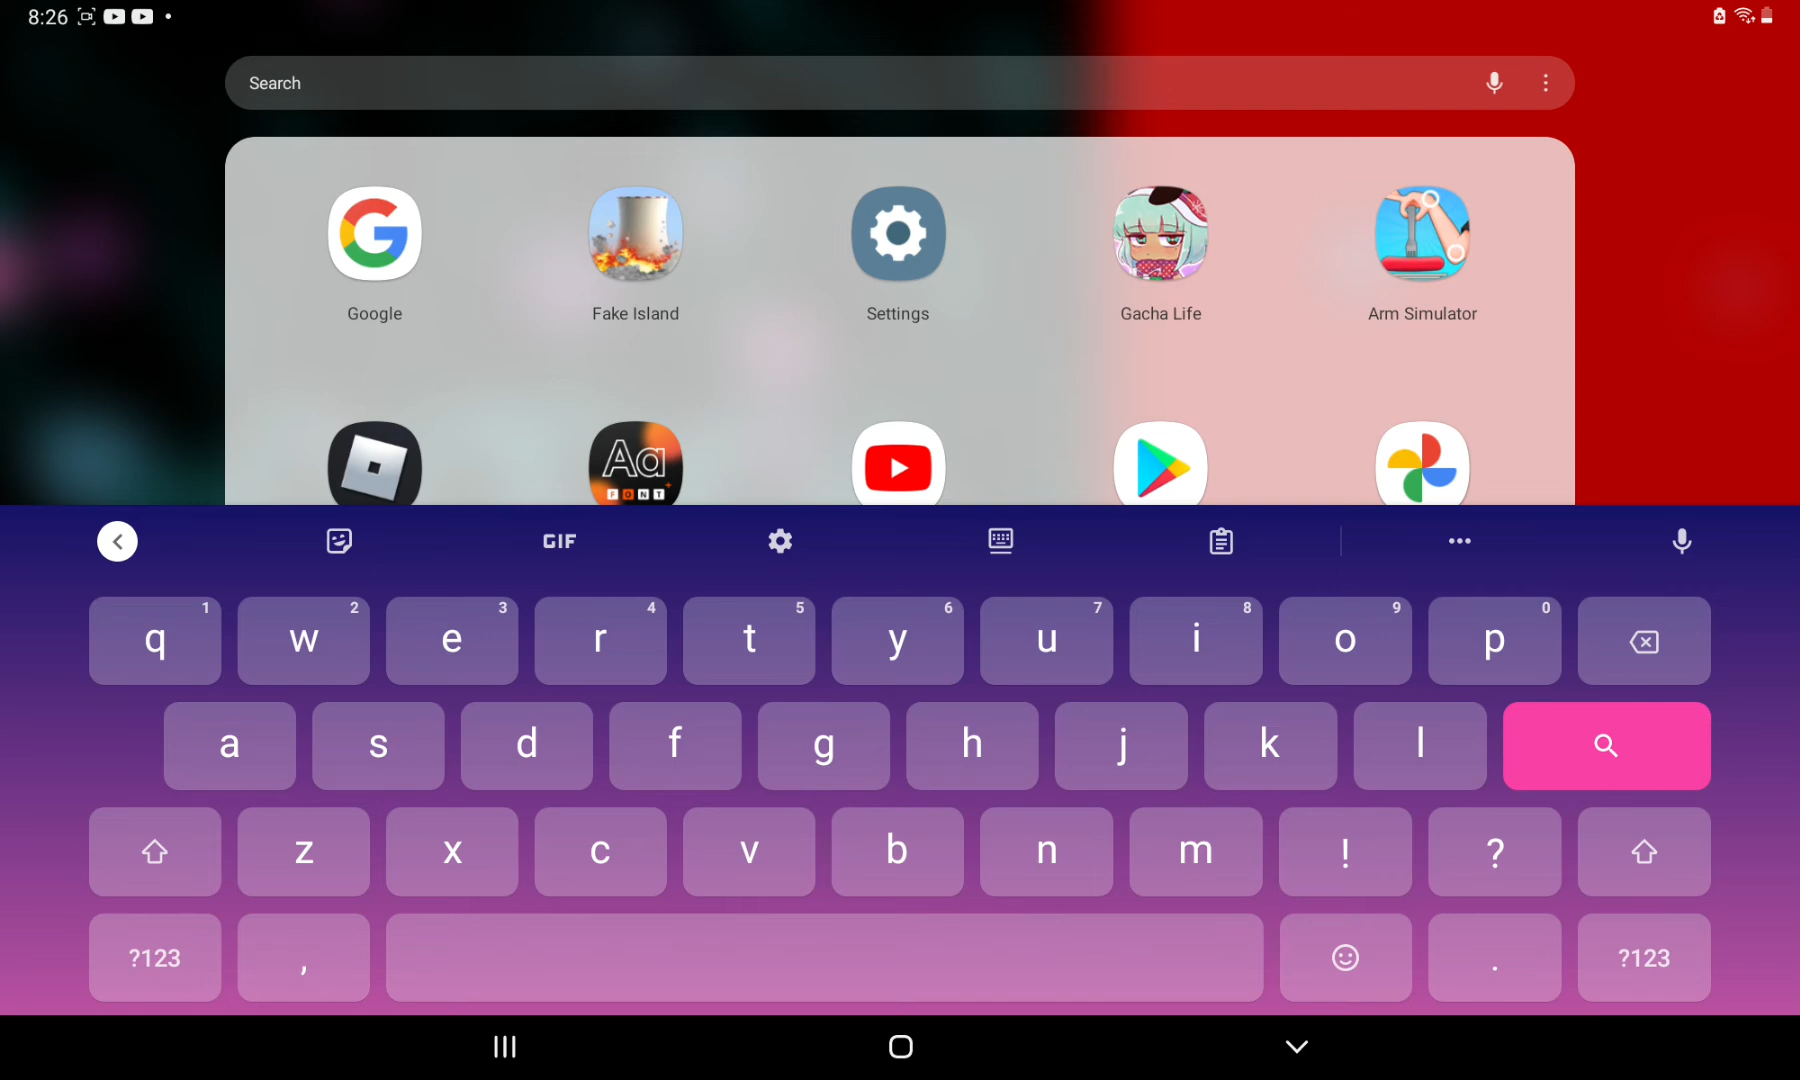 8:26
Search
Google Fake Island Settings Gacha Life Arm Simulator
Aa
FONT+
GIF
1 2 3 4 5 6 7 8 9 0
q w e r t y u i o p
a s d f g h j k l
z x c v b n m ! ?
?123 , . ?123